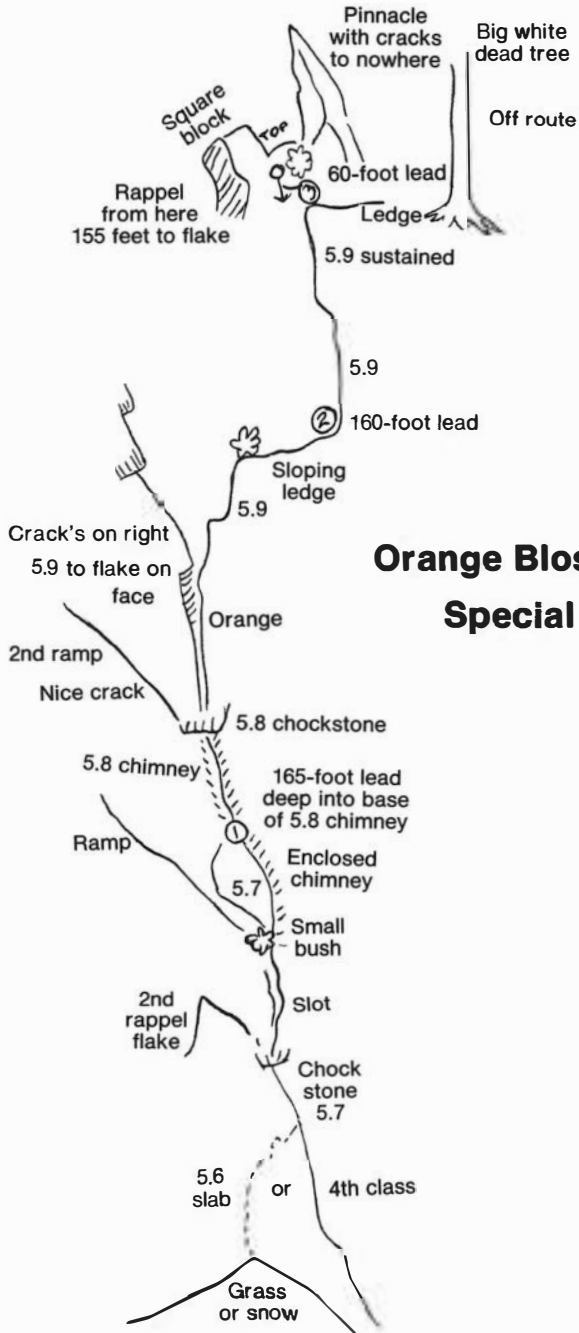 Pinnacle
with cracks
to nowhere
Big white
dead tree
Off route
Square
block
TOP
60-foot lead
3
Rappel
from here
155 feet to flake
Ledge
5.9 sustained
5.9
2
160-foot lead
Sloping
ledge
5.9
Crack's on right
5.9 to flake on
face
Orange Blos
Special
Orange
2nd ramp
Nice crack
5.8 chockstone
5.8 chimney
165-foot lead
deep into base
of 5.8 chimney
1
Ramp
Enclosed
chimney
5.7
Small
bush
2nd
rappel
flake
Slot
Chock
stone
5.7
5.6
slab
or
4th class
Grass
or snow